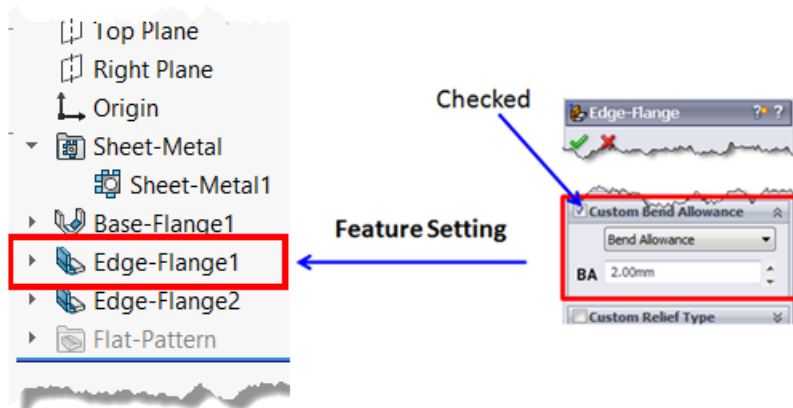 Top Plane
Right Plane
Origin
Sheet-Metal
Sheet-Metal1
Base-Flange1
Edge-Flange1
Edge-Flange2
Flat-Pattern
Feature Setting
Checked
Edge-Flange ? ?
Custom Bend Allowance
Bend Allowance
BA 2.00mm
Custom Relief Type